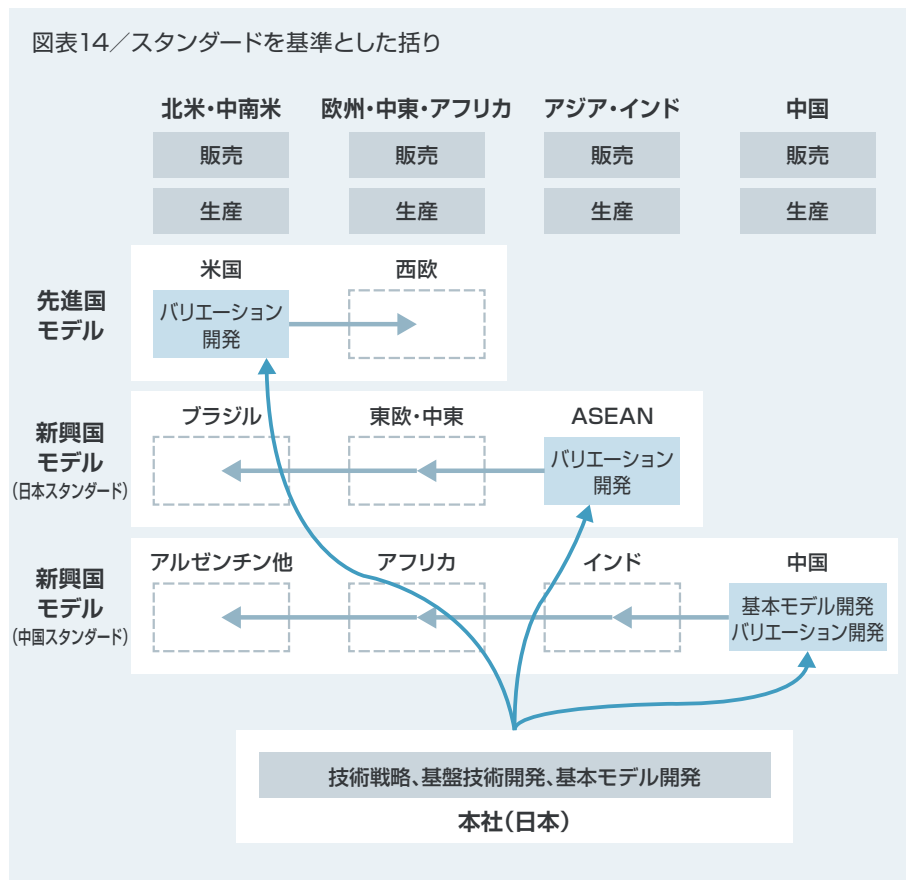 図表14／スタンダードを基準とした括り
北米・中南米
欧州・中東・アフリカ
アジア・インド
中国
販売
販売
販売
販売
生産
生産
生産
生産
先進国
モデル
米国
バリエーション
開発
西欧
新興国
モデル
（日本スタンダード）
ブラジル
東欧・中東
ASEAN
バリエーション
開発
新興国
モデル
（中国スタンダード）
アルゼンチン他
アフリカ
インド
中国
基本モデル開発
バリエーション開発
技術戦略、基盤技術開発、基本モデル開発
本社（日本）